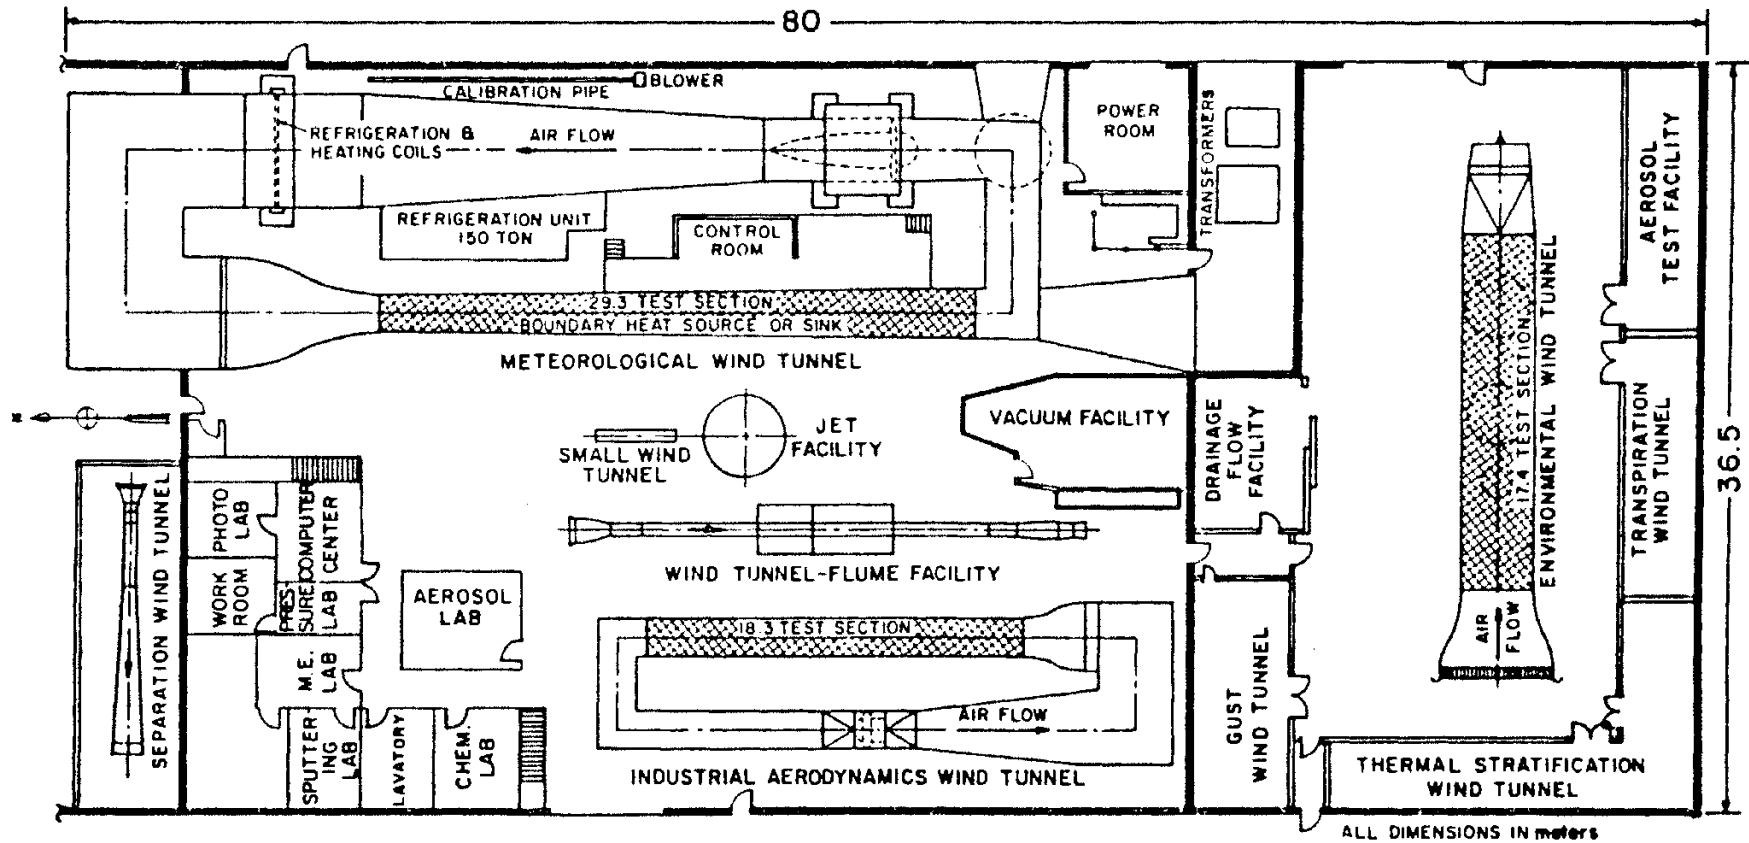 80
BLOWER
CALIBRATION PIPE
REFRIGERATION &
HEATING COILS
AIR FLOW
POWER
ROOM
TRANSFORMERS
AEROSOL
TEST FACILITY
REFRIGERATION UNIT
150 TON
CONTROL
ROOM
29.3 TEST SECTION
BOUNDARY HEAT SOURCE OR SINK
METEOROLOGICAL WIND TUNNEL
17.4 TEST SECTION
ENVIRONMENTAL WIND TUNNEL
AIR
FLOW
36.5
VACUUM FACILITY
JET
FACILITY
SMALL WIND
TUNNEL
DRAINAGE
FLOW
FACILITY
TRANSPIRATION
WIND TUNNEL
SEPARATION WIND TUNNEL
PHOTO
LAB
COMPUTER
CENTER
WORK
ROOM
PRES-
SURE
LAB
AEROSOL
LAB
WIND TUNNEL-FLUME FACILITY
M.E.
LAB
18.3 TEST SECTION
AIR FLOW
INDUSTRIAL AERODYNAMICS WIND TUNNEL
GUST
WIND TUNNEL
SPUTTER-
ING
LAB
LAVATORY
CHEM.
LAB
THERMAL STRATIFICATION
WIND TUNNEL
ALL DIMENSIONS IN meters